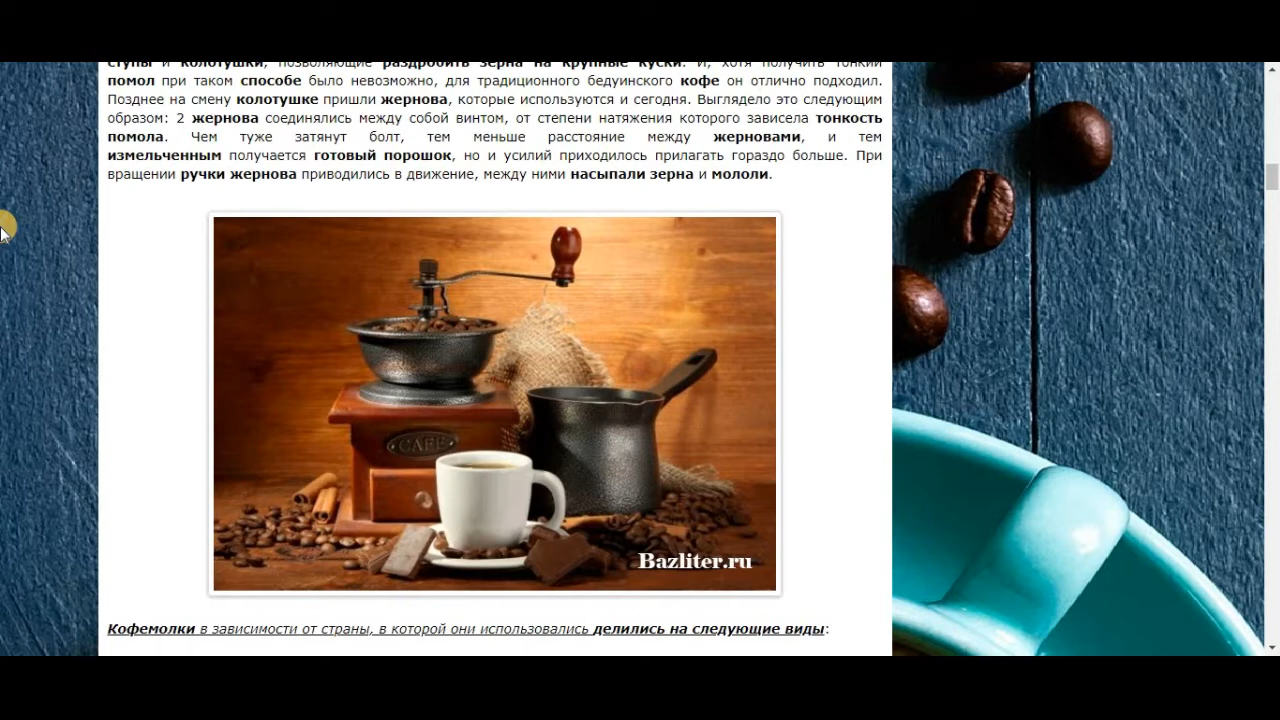 ступы и колотушки, позволяющие раздробить зерна на крупные куски. И, хотя получить тонкий
помол при таком способе было невозможно, для традиционного бедуинского кофе он отлично подходил.
Позднее на смену колотушке пришли жернова, которые используются и сегодня. Выглядело это следующим
образом: 2 жернова соединялись между собой винтом, от степени натяжения которого зависела тонкость
помола. Чем туже затянут болт, тем меньше расстояние между жерновами, и тем
измельченным получается готовый порошок, но и усилий приходилось прилагать гораздо больше. При
вращении ручки жернова приводились в движение, между ними насыпали зерна и мололи.
CAFE
Bazliter.ru
Кофемолки в зависимости от страны, в которой они использовались делились на следующие виды: